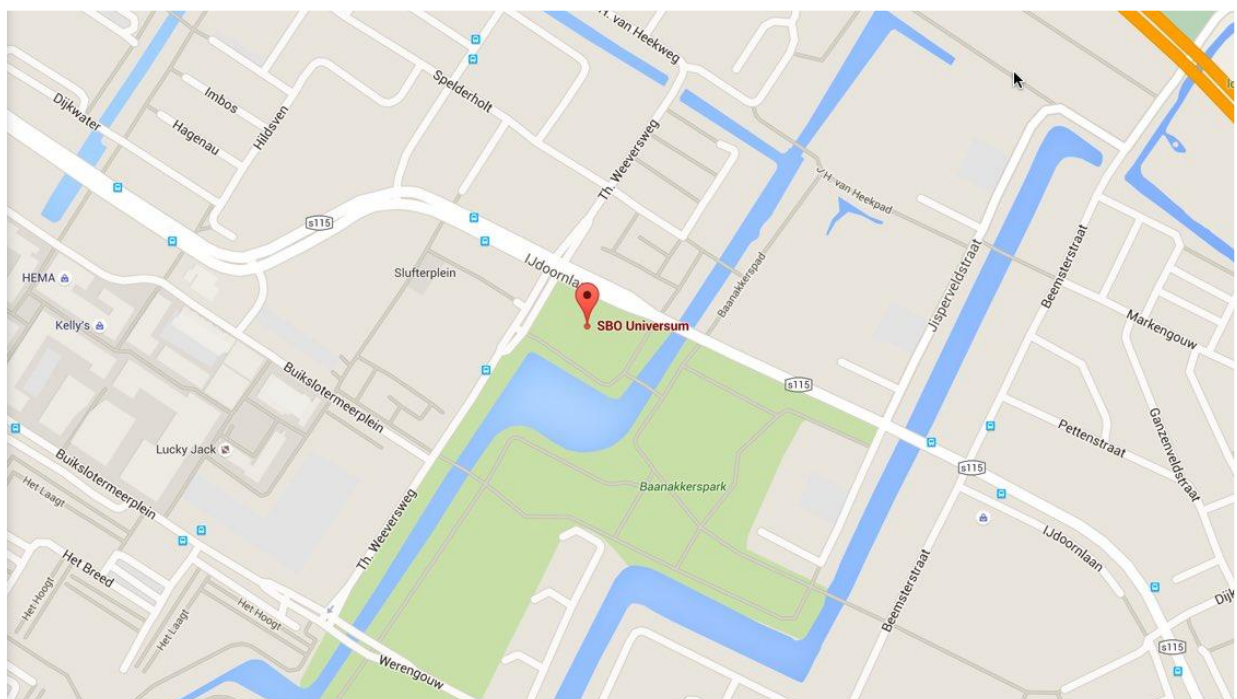 J.H. van Heekweg
Spelderholt
Imbos
Dijkwater
Hagenau
Hildsven
Th. Weeversweg
J.H. van Heekpad
s115
IJdoornlaan
Slufterplein
Baanakkerspad
Jisperveldstraat
Beemsterstraat
HEMA
SBO Universum
Markengouw
Kelly's
Buikslotermeerplein
s115
Pettenstraat
Ganzenveldstraat
Lucky Jack
Buikslotermeerplein
s115
Baanakkerspark
Het Laagt
Th. Weeversweg
IJdoornlaan
Het Breed
Beemsterstraat
Het Hoogt
Het Laagt
Het Hoogt
s115
Werengouw